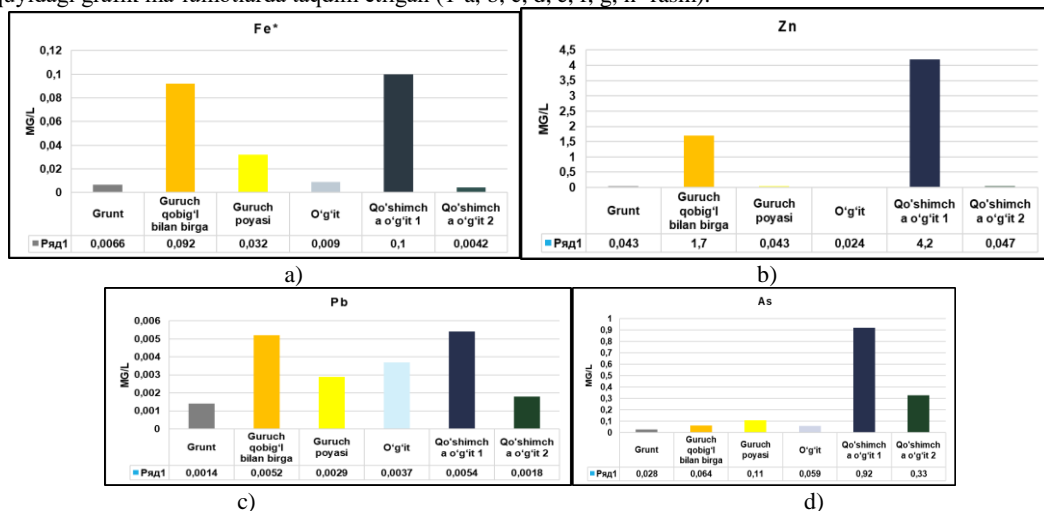 quyidagi grafik ma'lumotlarda taqdim etilgan (1-a, b, c, d, e, f, g, h- rasm).
Fe*
0,12
0,1
0,08
0,06
0,04
0,02
0
MG/L
Grunt
Guruch qobig'I bilan birga
Guruch poyasi
O'g'it
Qo'shimch a o'g'it 1
Qo'shimch a o'g'it 2
Ряд1 0,0066 0,092 0,032 0,009 0,1 0,0042
a)
Zn
4,5
4
3,5
3
2,5
2
1,5
1
0,5
0
MG/L
Grunt
Guruch qobig'I bilan birga
Guruch poyasi
O'g'it
Qo'shimch a o'g'it 1
Qo'shimch a o'g'it 2
Ряд1 0,043 1,7 0,043 0,024 4,2 0,047
b)
Pb
0,006
0,005
0,004
0,003
0,002
0,001
0
MG/L
Grunt
Guruch qobig'I bilan birga
Guruch poyasi
O'g'it
Qo'shimch a o'g'it 1
Qo'shimch a o'g'it 2
Ряд1 0,0014 0,0052 0,0029 0,0037 0,0054 0,0018
c)
As
1
0,9
0,8
0,7
0,6
0,5
0,4
0,3
0,2
0,1
0
MG/L
Grunt
Guruch qobig'I bilan birga
Guruch poyasi
O'g'it
Qo'shimch a o'g'it 1
Qo'shimch a o'g'it 2
Ряд1 0,028 0,064 0,11 0,059 0,92 0,33
d)